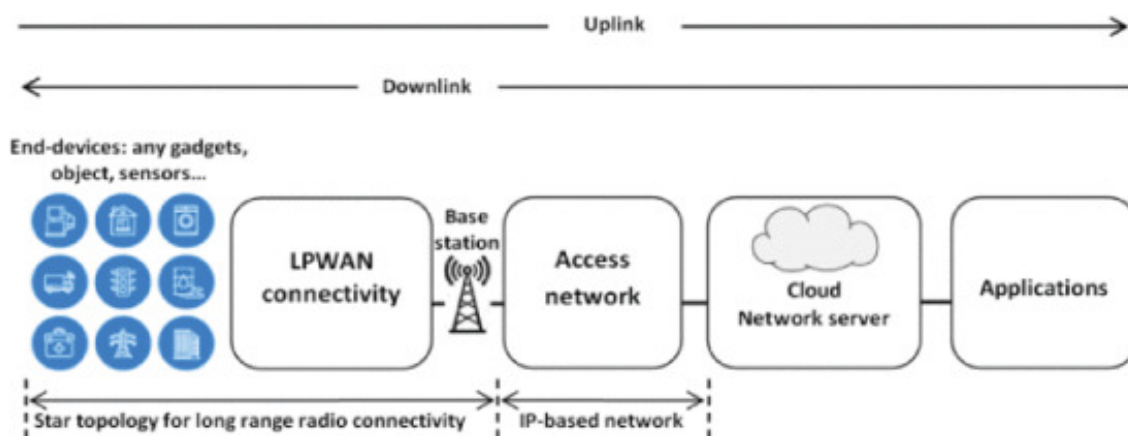 Uplink
Downlink
End-devices: any gadgets,
object, sensors...
LPWAN
connectivity
Base
station
Access
network
Cloud
Network server
Applications
Star topology for long range radio connectivity
IP-based network